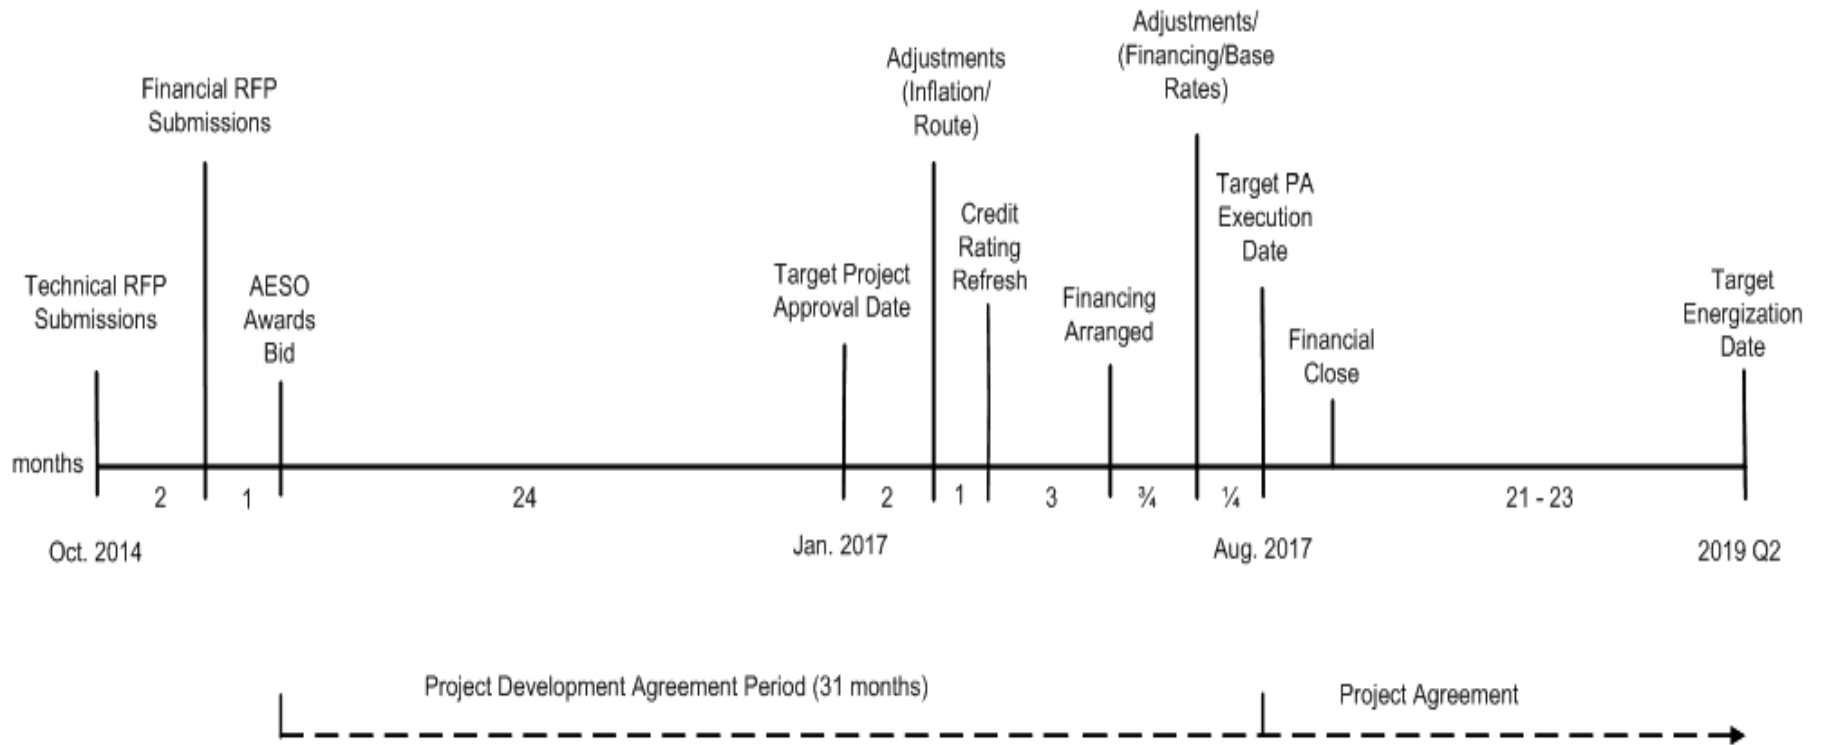 Financial RFP
Submissions
Adjustments
(Inflation/
Route)
Adjustments/
(Financing/Base
Rates)
Technical RFP
Submissions
AESO
Awards
Bid
Target Project
Approval Date
Credit
Rating
Refresh
Financing
Arranged
Target PA
Execution
Date
Financial
Close
Target
Energization
Date
months
2
1
24
2
1
3
¾
¼
21 - 23
Oct. 2014
Jan. 2017
Aug. 2017
2019 Q2
Project Development Agreement Period (31 months)
Project Agreement